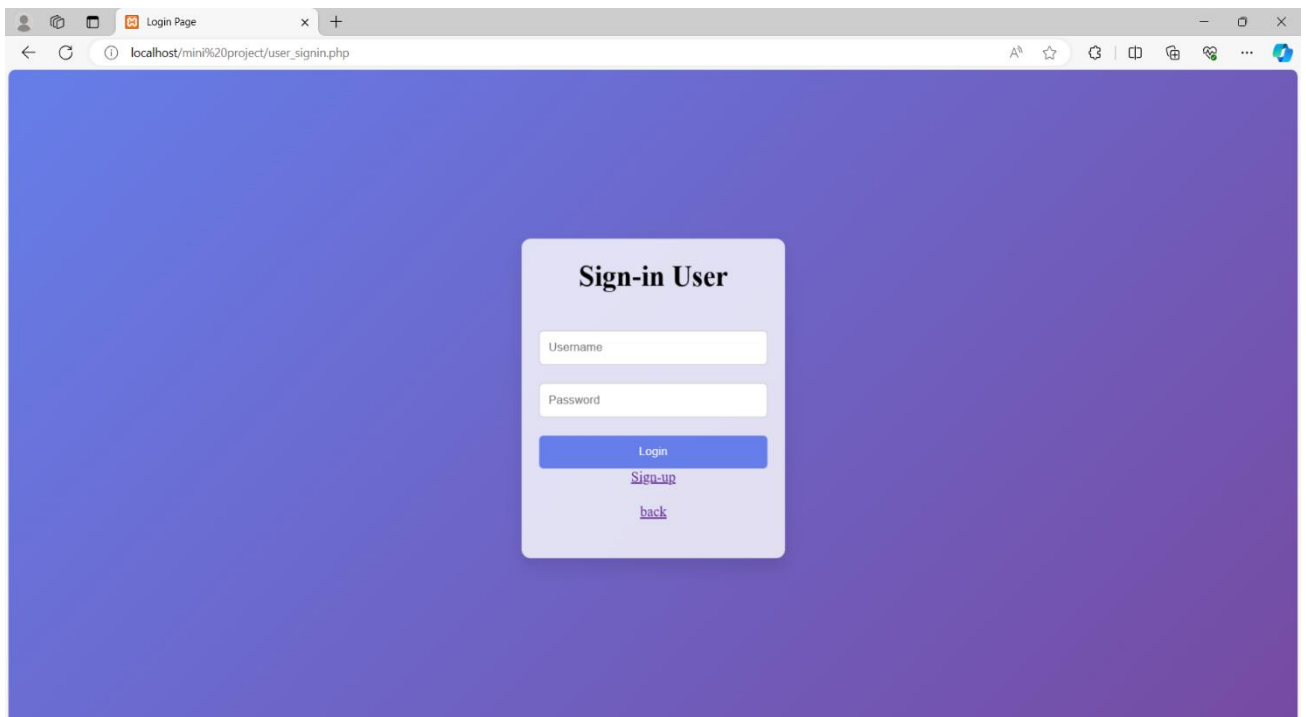 Login Page
localhost/mini%20project/user_signin.php
Sign-in User
Username
Password
Login
Sign-up
back